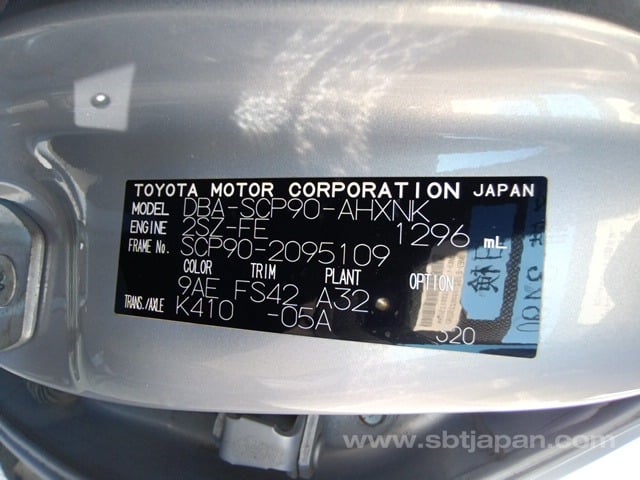 TOYOTA MOTOR CORPORATION JAPAN
MODEL DBA-SCP90-AHXNK
ENGINE 2SZ-FE 1296 mL
FRAME No. SCP90-2095109
COLOR TRIM PLANT OPTION
9AE FS42 A32
TRANS./AXLE K410 -05A
520
www.sbtjapan.com